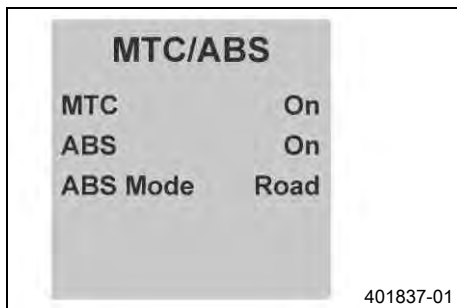 MTC/ABS
MTC On
ABS On
ABS Mode Road
401837-01